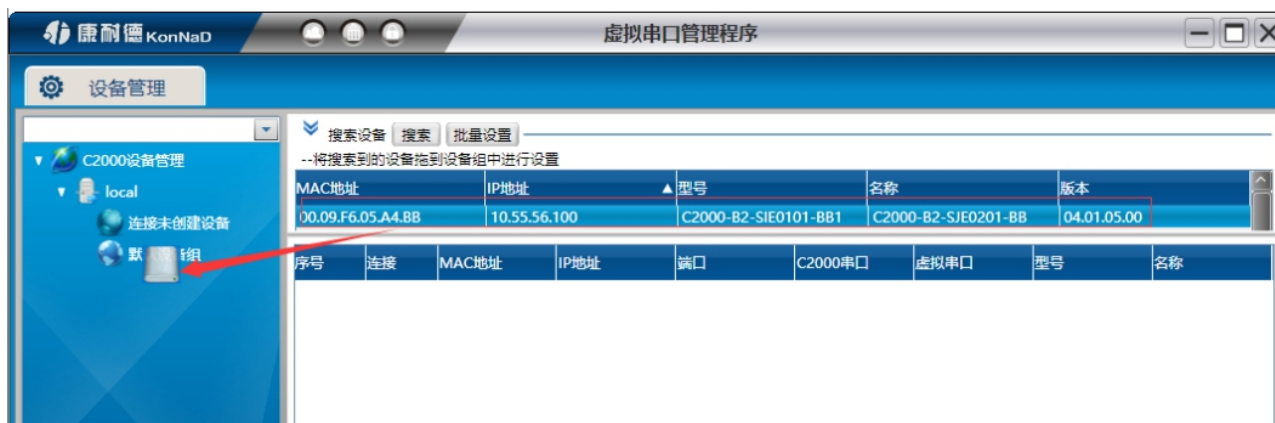 康耐德 KonNaD 虚拟串口管理程序
设备管理
搜索设备 搜索 批量设置
--将搜索到的设备拖到设备组中进行设置
C2000设备管理
local
连接未创建设备
默 组
MAC地址 IP地址 型号 名称 版本
00.09.F6.05.A4.BB 10.55.56.100 C2000-B2-SIE0101-BB1 C2000-B2-SJE0201-BB 04.01.05.00
序号 连接 MAC地址 IP地址 端口 C2000串口 虚拟串口 型号 名称